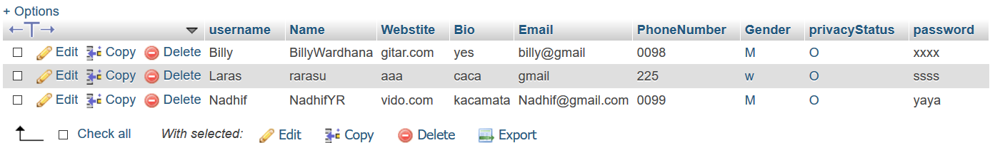 + Options
←T→ username Name Webstite Bio Email PhoneNumber Gender privacyStatus password
Edit Copy Delete Billy BillyWardhana gitar.com yes billy@gmail 0098 M O xxxx
Edit Copy Delete Laras rarasu aaa caca gmail 225 w O ssss
Edit Copy Delete Nadhif NadhifYR vido.com kacamata Nadhif@gmail.com 0099 M O yaya
Check all With selected: Edit Copy Delete Export